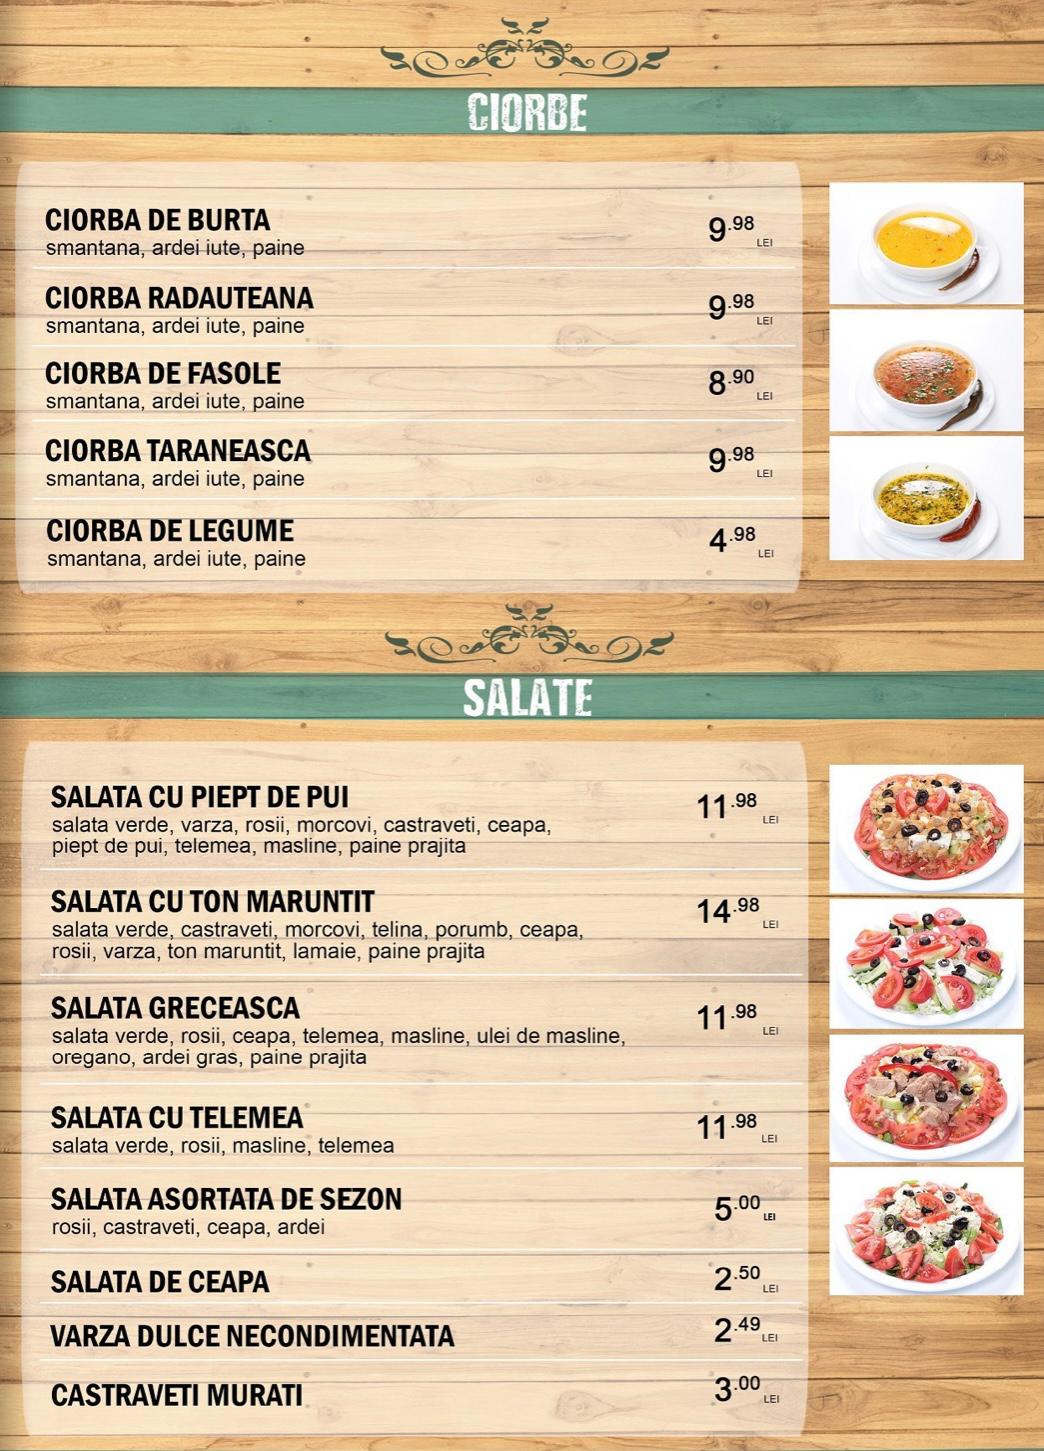 CIORBE
CIORBA DE BURTA
smantana, ardei iute, paine
9.98 LEI
CIORBA RADAUTEANA
smantana, ardei iute, paine
9.98 LEI
CIORBA DE FASOLE
smantana, ardei iute, paine
8.90 LEI
CIORBA TARANEASCA
smantana, ardei iute, paine
9.98 LEI
CIORBA DE LEGUME
smantana, ardei iute, paine
4.98 LEI
SALATE
SALATA CU PIEPT DE PUI
salata verde, varza, rosii, morcovi, castraveti, ceapa,
piept de pui, telemea, masline, paine prajita
11.98 LEI
SALATA CU TON MARUNTIT
salata verde, castraveti, morcovi, telina, porumb, ceapa,
rosii, varza, ton maruntit, lamaie, paine prajita
14.98 LEI
SALATA GRECEASCA
salata verde, rosii, ceapa, telemea, masline, ulei de masline,
oregano, ardei gras, paine prajita
11.98 LEI
SALATA CU TELEMEA
salata verde, rosii, masline, telemea
11.98 LEI
SALATA ASORTATA DE SEZON
rosii, castraveti, ceapa, ardei
5.00 LEI
SALATA DE CEAPA
2.50 LEI
VARZA DULCE NECONDIMENTATA
2.49 LEI
CASTRAVETI MURATI
3.00 LEI